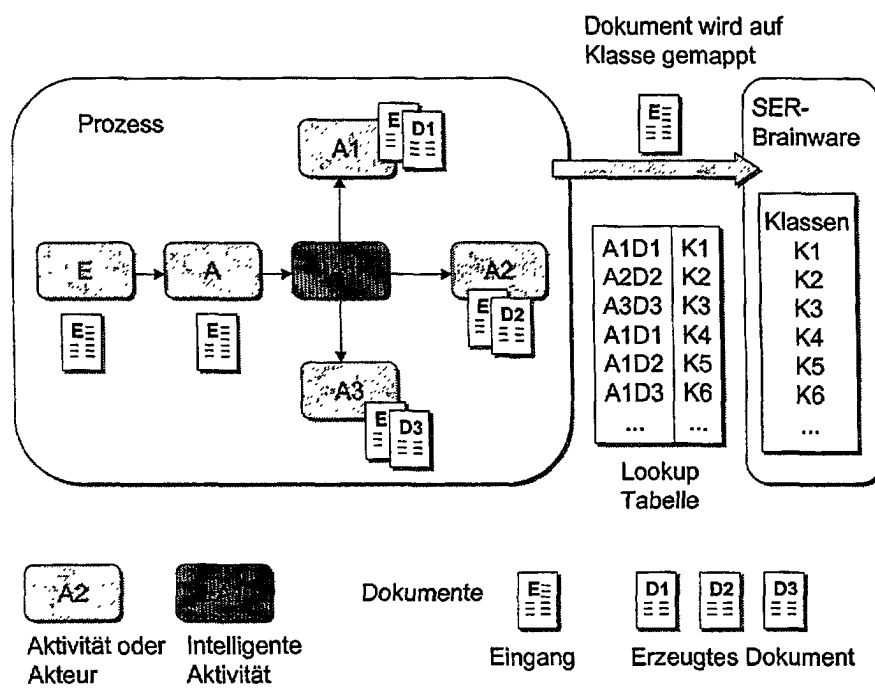 Dokument wird auf
Klasse gemappt
Prozess
E
SER-
Brainware
A1
E
D1
E
A
A2
E
D2
E
E
A3
E
D3
A1D1 K1
A2D2 K2
A3D3 K3
A1D1 K4
A1D2 K5
A1D3 K6
... ...
Lookup
Tabelle
Klassen
K1
K2
K3
K4
K5
K6
...
A2
Aktivität oder
Akteur
Intelligente
Aktivität
Dokumente
E
Eingang
D1
D2
D3
Erzeugtes Dokument